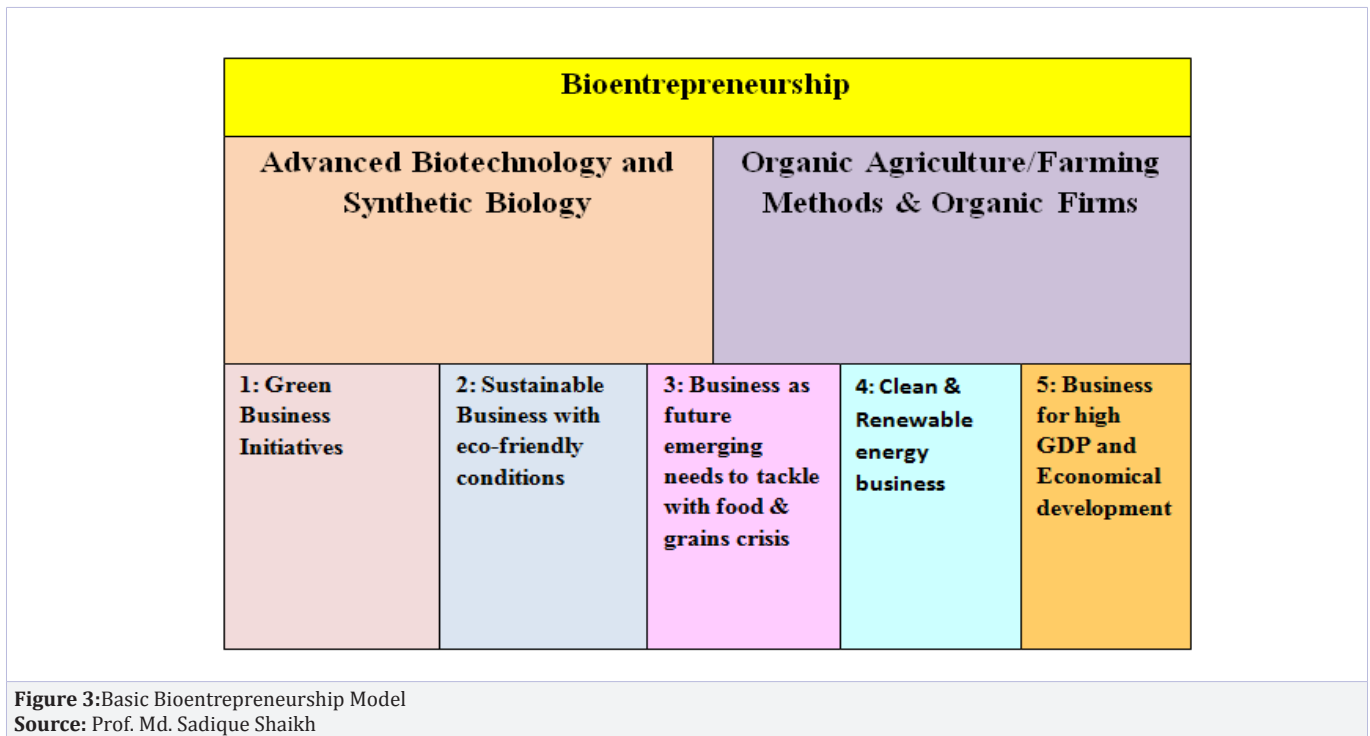 Bioentrepreneurship
Advanced Biotechnology and
Synthetic Biology
Organic Agriculture/Farming
Methods & Organic Firms
1: Green
Business
Initiatives
2: Sustainable
Business with
eco-friendly
conditions
3: Business as
future
emerging
needs to tackle
with food &
grains crisis
4: Clean &
Renewable
energy
business
5: Business
for high
GDP and
Economical
development
Figure 3:Basic Bioentrepreneurship Model
Source: Prof. Md. Sadique Shaikh